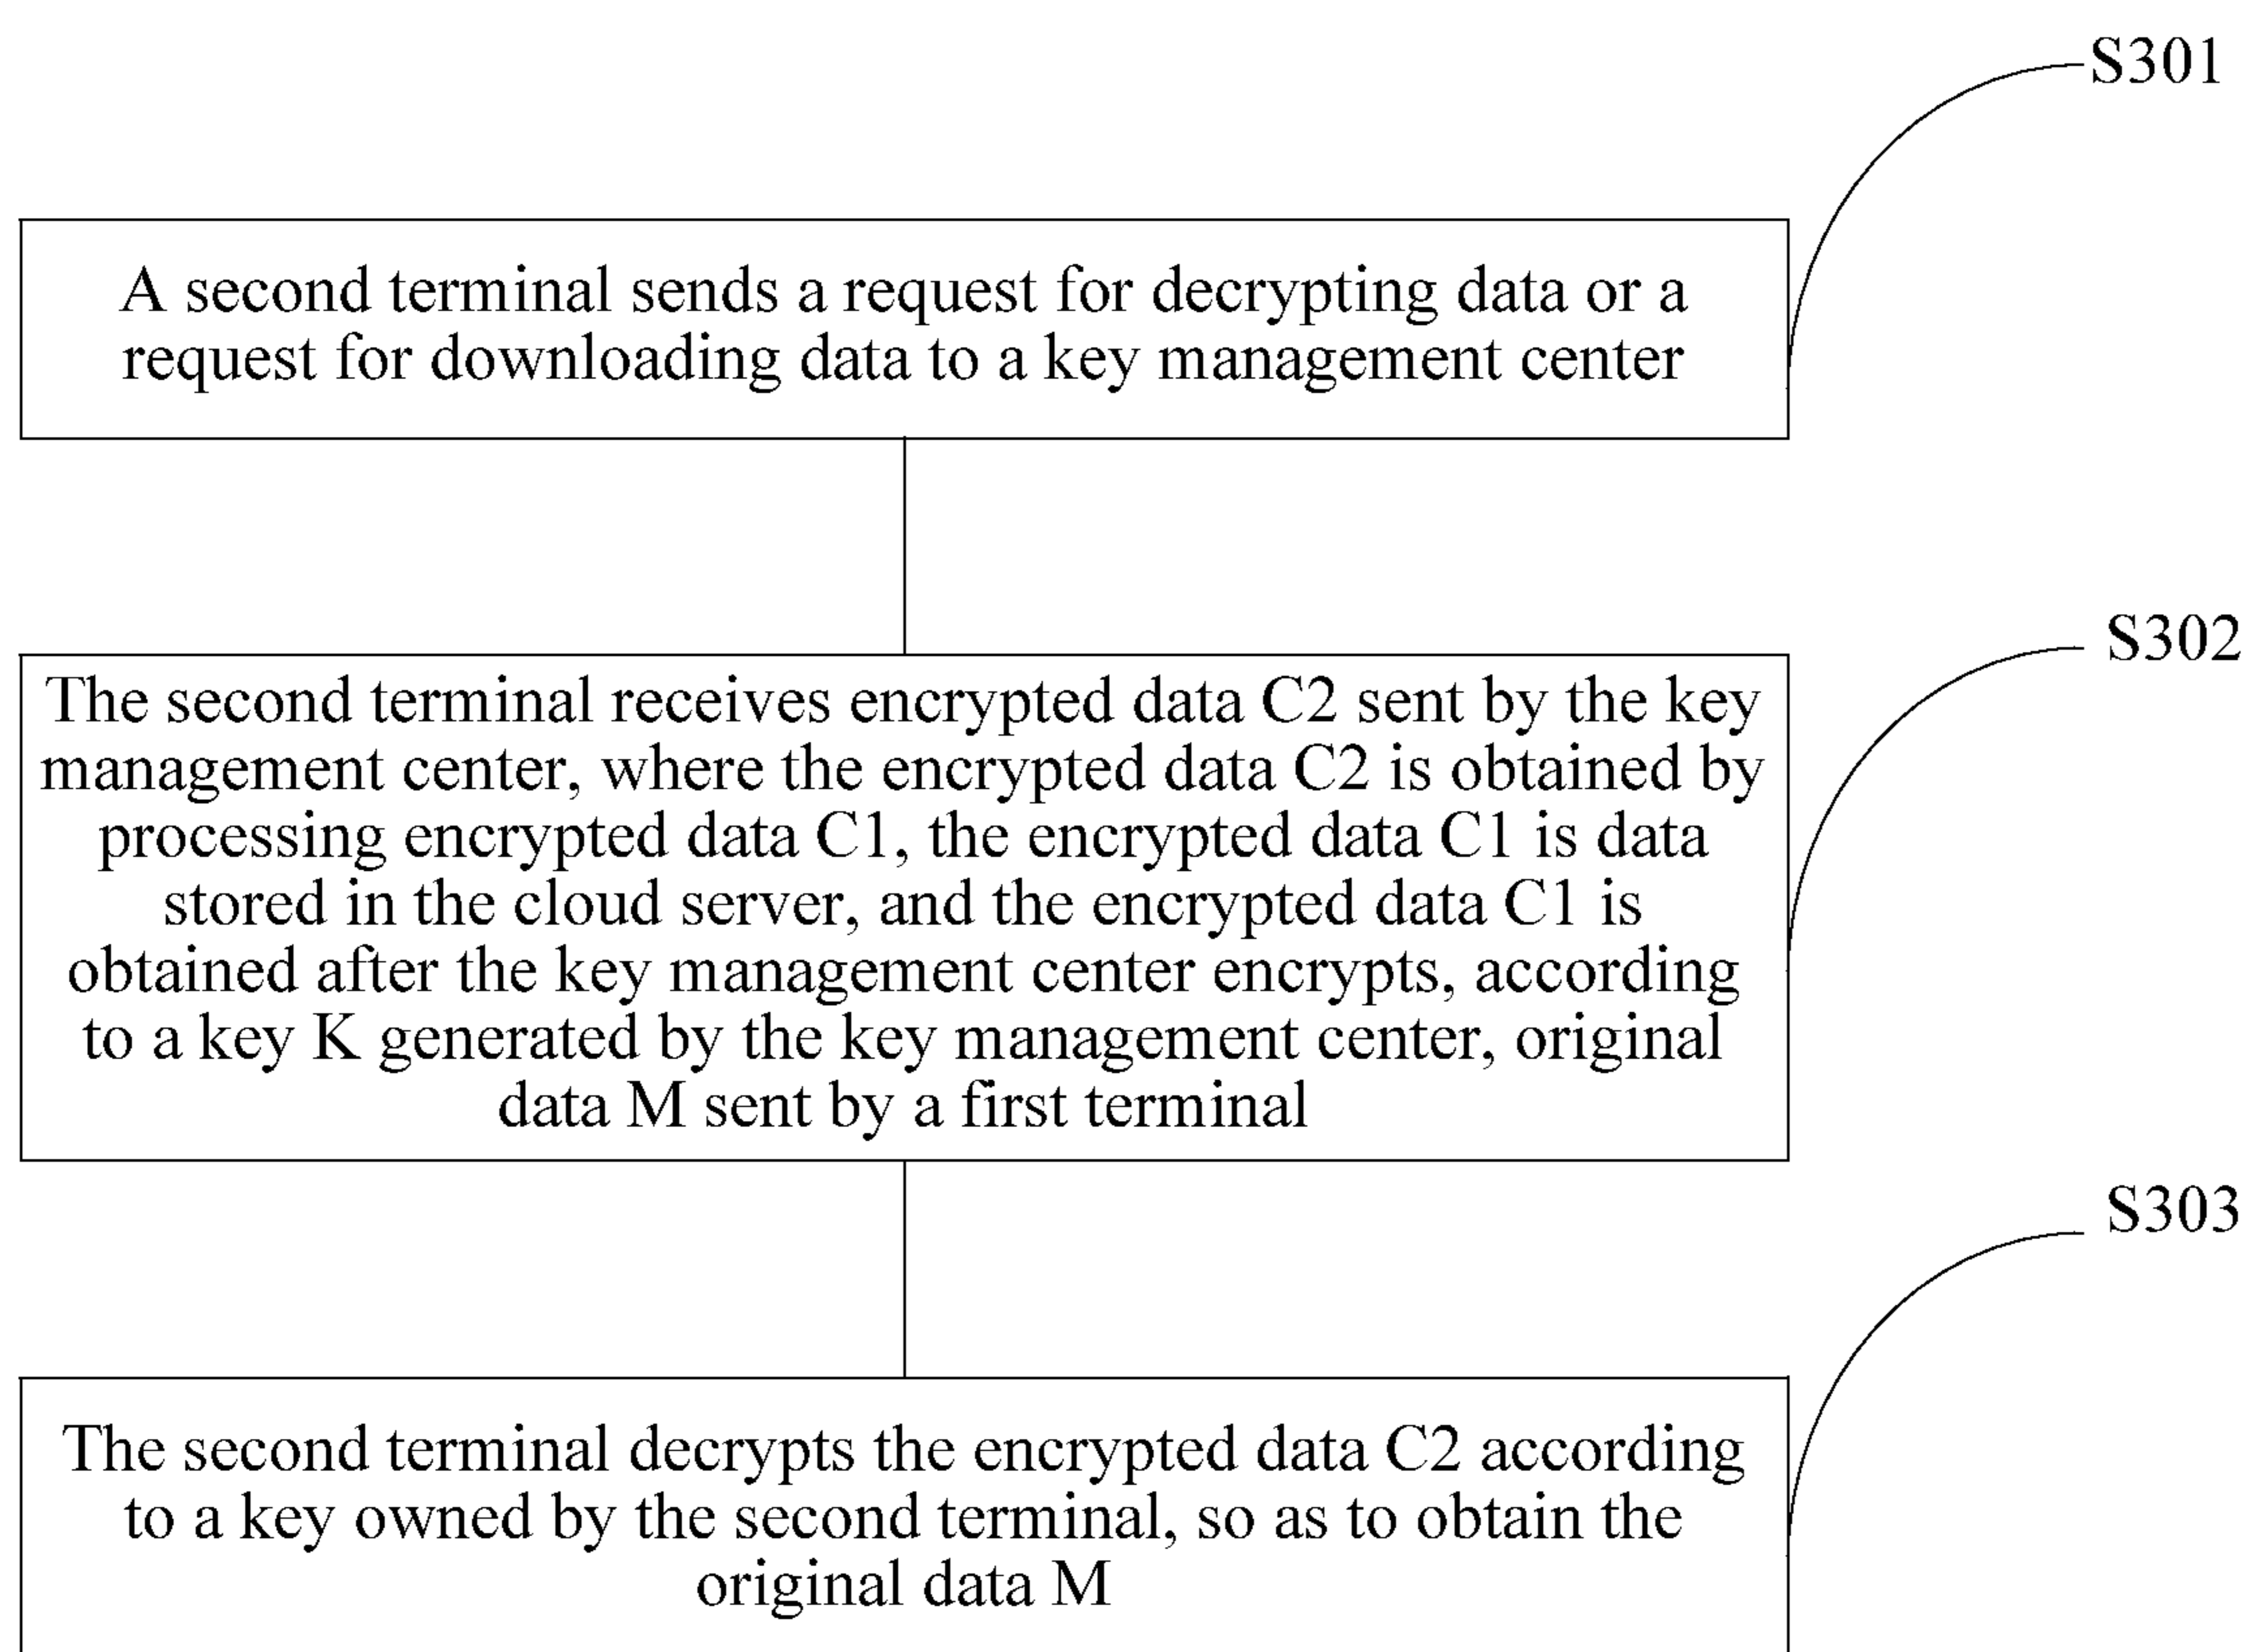 S301
A second terminal sends a request for decrypting data or a
request for downloading data to a key management center
S302
The second terminal receives encrypted data C2 sent by the key
management center, where the encrypted data C2 is obtained by
processing encrypted data C1, the encrypted data C1 is data
stored in the cloud server, and the encrypted data C1 is
obtained after the key management center encrypts, according
to a key K generated by the key management center, original
data M sent by a first terminal
S303
The second terminal decrypts the encrypted data C2 according
to a key owned by the second terminal, so as to obtain the
original data M